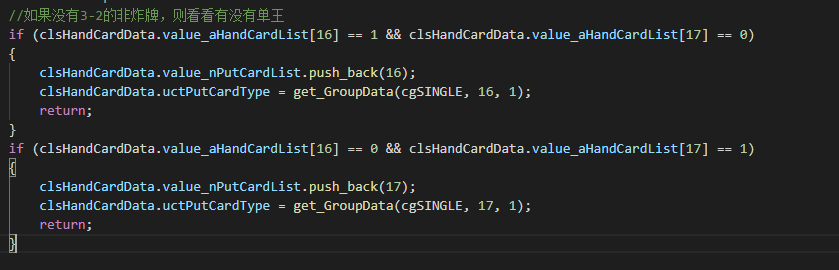 //如果没有3-2的非炸牌，则看看有没有单王
if (clsHandCardData.value_aHandCardList[16] == 1 && clsHandCardData.value_aHandCardList[17] == 0)
{
    clsHandCardData.value_nPutCardList.push_back(16);
    clsHandCardData.uctPutCardType = get_GroupData(cgSINGLE, 16, 1);
    return;
}
if (clsHandCardData.value_aHandCardList[16] == 0 && clsHandCardData.value_aHandCardList[17] == 1)
{
    clsHandCardData.value_nPutCardList.push_back(17);
    clsHandCardData.uctPutCardType = get_GroupData(cgSINGLE, 17, 1);
    return;
}